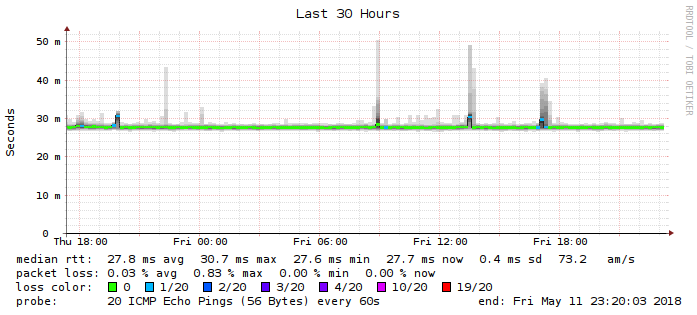 Last 30 Hours
RRDTOOL / TOBI OETIKER
Seconds
50 m
40 m
30 m
20 m
10 m
0
Thu 18:00 Fri 00:00 Fri 06:00 Fri 12:00 Fri 18:00
median rtt: 27.8 ms avg 30.7 ms max 27.6 ms min 27.7 ms now 0.4 ms sd 73.2 am/s
packet loss: 0.03 % avg 0.83 % max 0.00 % min 0.00 % now
loss color: 0 1/20 2/20 3/20 4/20 10/20 19/20
probe: 20 ICMP Echo Pings (56 Bytes) every 60s end: Fri May 11 23:20:03 2018